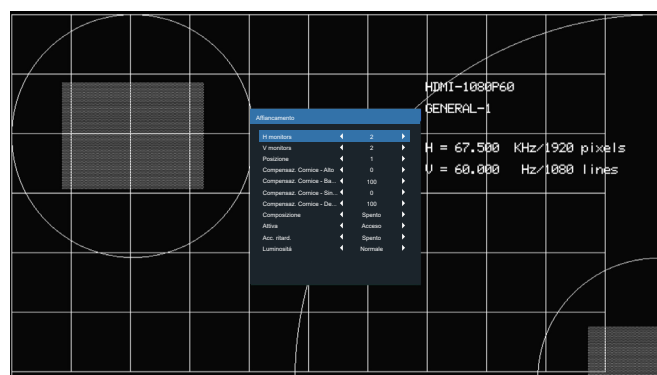 HDMI-1080P60
GENERAL-1
H = 67.500 KHz/1920 pixels
V = 60.000 Hz/1080 lines
Affiancamento
H monitora 2
V monitora 2
Posizione 1
Compensaz. Cornice - Alto 0
Compensaz. Cornice - Ba... 100
Compensaz. Cornice - Sin... 0
Compensaz. Cornice - De... 100
Composizione Spento
Attiva Acceso
Acc. ritard. Spento
Luminosità Normale